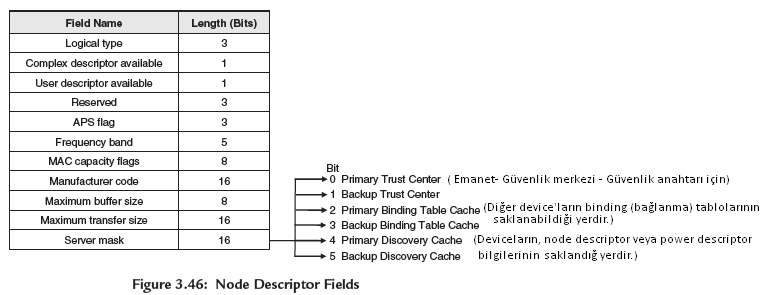 Field Name Length (Bits)
Logical type 3
Complex descriptor available 1
User descriptor available 1
Reserved 3
APS flag 3
Frequency band 5
MAC capacity flags 8
Manufacturer code 16
Maximum buffer size 8
Maximum transfer size 16
Server mask 16
Bit
0 Primary Trust Center ( Emanet- Güvenlik merkezi - Güvenlik anahtarı için)
1 Backup Trust Center
2 Primary Binding Table Cache (Diğer device'ların binding (bağlanma) tablolarının
3 Backup Binding Table Cache saklanabildiği yerdir.)
4 Primary Discovery Cache (Deviceların, node descriptor veya power descriptor
5 Backup Discovery Cache bilgilerinin saklandığ yerdir.)
Figure 3.46: Node Descriptor Fields